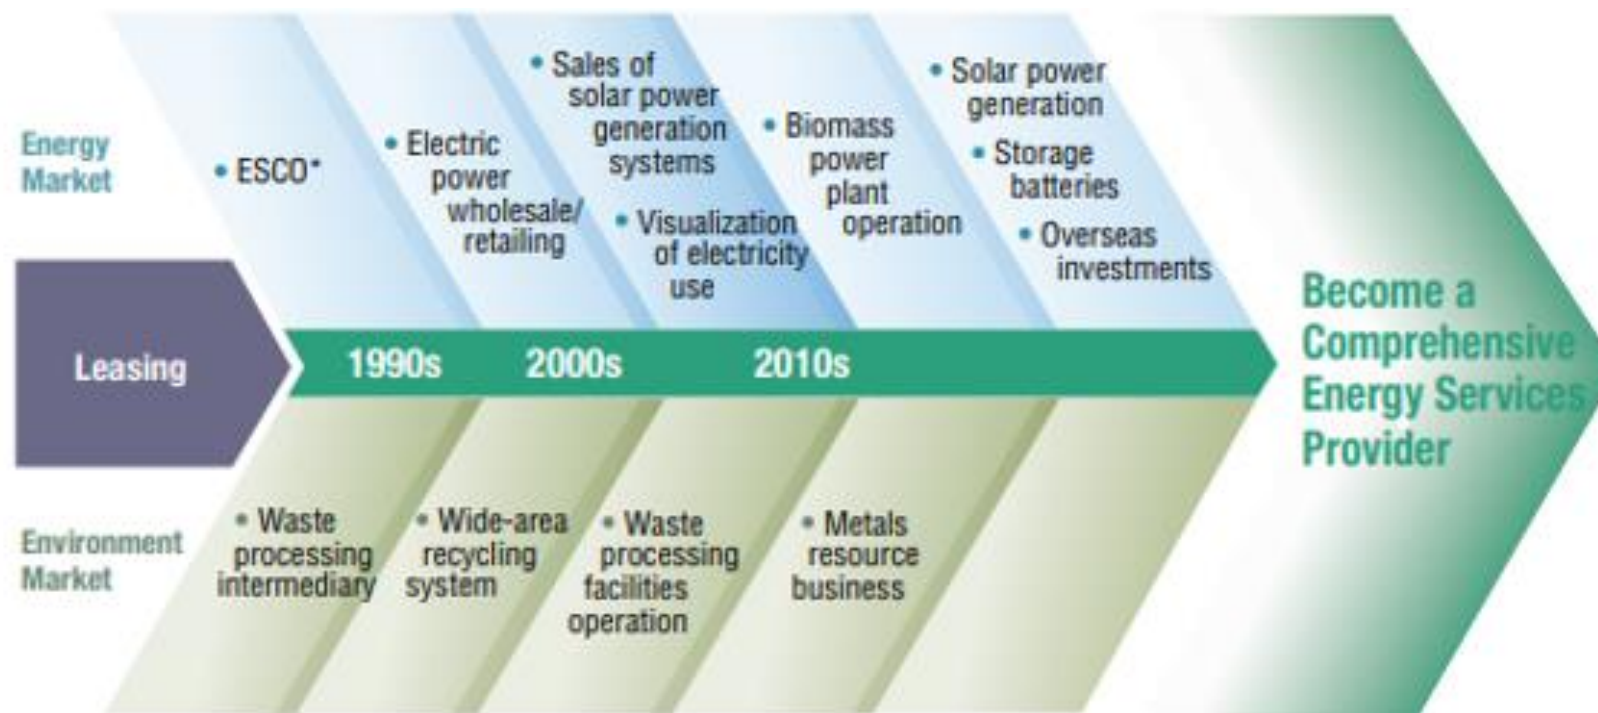 Energy
Market
• ESCO*
• Electric
power
wholesale/
retailing
• Sales of
solar power
generation
systems
• Visualization
of electricity
use
• Biomass
power
plant
operation
• Solar power
generation
• Storage
batteries
• Overseas
investments
Leasing
1990s
2000s
2010s
Become a
Comprehensive
Energy Services
Provider
Environment
Market
• Waste
processing
intermediary
• Wide-area
recycling
system
• Waste
processing
facilities
operation
• Metals
resource
business